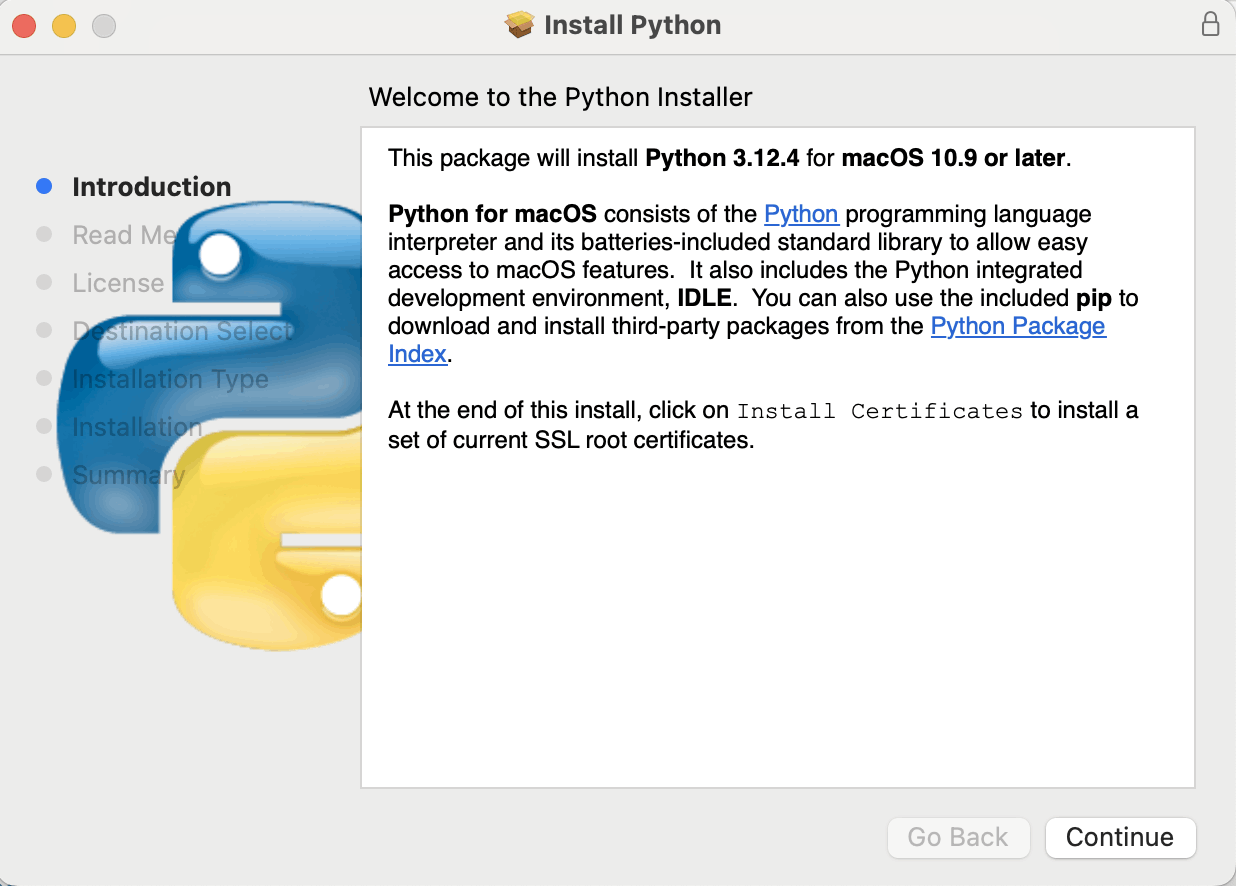 Install Python
Welcome to the Python Installer
Introduction
Read Me
License
Destination Select
Installation Type
Installation
Summary
This package will install Python 3.12.4 for macOS 10.9 or later.
Python for macOS consists of the Python programming language
interpreter and its batteries-included standard library to allow easy
access to macOS features.  It also includes the Python integrated
development environment, IDLE.  You can also use the included pip to
download and install third-party packages from the Python Package
Index.
At the end of this install, click on Install Certificates to install a
set of current SSL root certificates.
Go Back
Continue